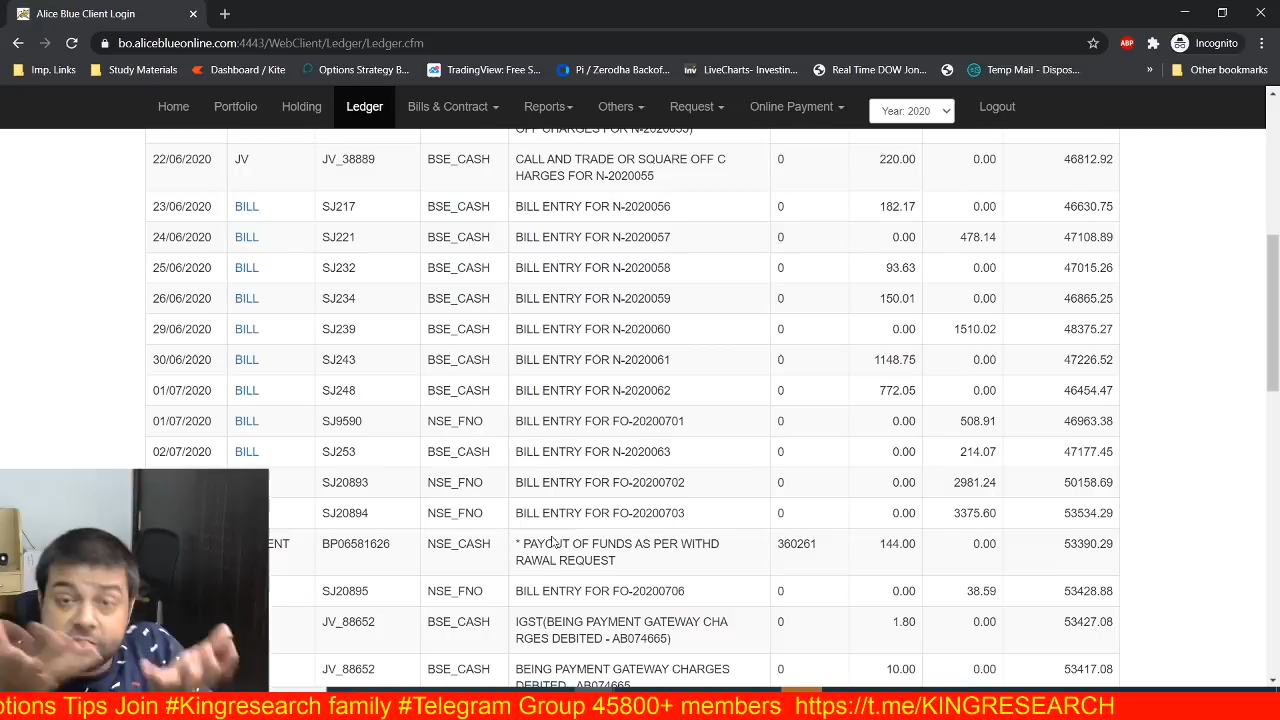 Alice Blue Client Login
bo.aliceblueonline.com:4443/WebClient/Ledger/Ledger.cfm
ABP
Incognito
Imp. Links
Study Materials
Dashboard / Kite
Options Strategy B...
TradingView: Free S...
Pi / Zerodha Backof...
Inv LiveCharts- Investin...
Real Time DOW Jon...
Temp Mail - Dispos...
Other bookmarks
Home Portfolio Holding Ledger Bills & Contract Reports Others Request Online Payment Year: 2020 Logout
OFF CHARGES FOR N-2020055)
22/06/2020 JV JV_38889 BSE_CASH CALL AND TRADE OR SQUARE OFF C 0 220.00 0.00 46812.92
HARGES FOR N-2020055
23/06/2020 BILL SJ217 BSE_CASH BILL ENTRY FOR N-2020056 0 182.17 0.00 46630.75
24/06/2020 BILL SJ221 BSE_CASH BILL ENTRY FOR N-2020057 0 0.00 478.14 47108.89
25/06/2020 BILL SJ232 BSE_CASH BILL ENTRY FOR N-2020058 0 93.63 0.00 47015.26
26/06/2020 BILL SJ234 BSE_CASH BILL ENTRY FOR N-2020059 0 150.01 0.00 46865.25
29/06/2020 BILL SJ239 BSE_CASH BILL ENTRY FOR N-2020060 0 0.00 1510.02 48375.27
30/06/2020 BILL SJ243 BSE_CASH BILL ENTRY FOR N-2020061 0 1148.75 0.00 47226.52
01/07/2020 BILL SJ248 BSE_CASH BILL ENTRY FOR N-2020062 0 772.05 0.00 46454.47
01/07/2020 BILL SJ9590 NSE_FNO BILL ENTRY FOR FO-20200701 0 0.00 508.91 46963.38
02/07/2020 BILL SJ253 BSE_CASH BILL ENTRY FOR N-2020063 0 0.00 214.07 47177.45
SJ20893 NSE_FNO BILL ENTRY FOR FO-20200702 0 0.00 2981.24 50158.69
SJ20894 NSE_FNO BILL ENTRY FOR FO-20200703 0 0.00 3375.60 53534.29
ENT BP06581626 NSE_CASH * PAYOUT OF FUNDS AS PER WITHD 360261 144.00 0.00 53390.29
RAWAL REQUEST
SJ20895 NSE_FNO BILL ENTRY FOR FO-20200706 0 0.00 38.59 53428.88
JV_88652 BSE_CASH IGST(BEING PAYMENT GATEWAY CHA 0 1.80 0.00 53427.08
RGES DEBITED - AB074665)
JV_88652 BSE_CASH BEING PAYMENT GATEWAY CHARGES 0 10.00 0.00 53417.08
DEBITED - AB074665
otions Tips Join #Kingresearch family #Telegram Group 45800+ members https://t.me/KINGRESEARCH